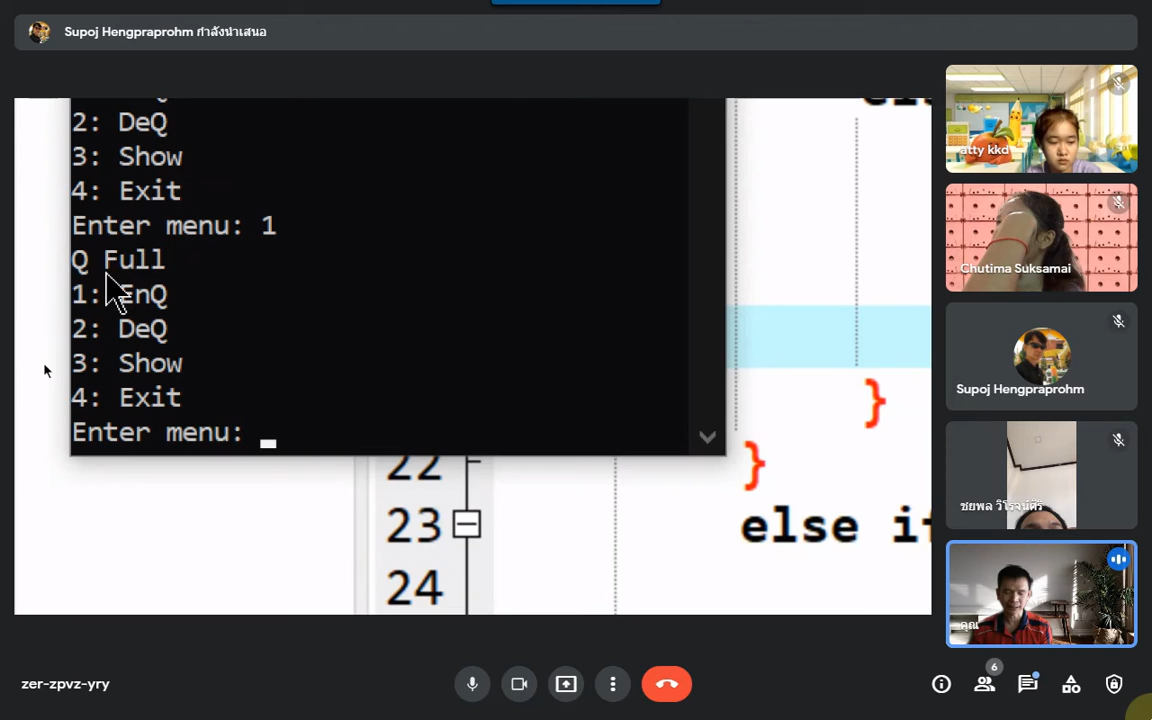 Supoj Hengpraprohm กำลังนำเสนอ
2: DeQ
3: Show
4: Exit
Enter menu: 1
Q Full
1: EnQ
2: DeQ
3: Show
4: Exit
Enter menu:
}
}
22
23 else if
24
atty kkd
Chutima Suksamai
Supoj Hengpraprohm
ชยพล วิโรจน์ศิริ
คุณ
zer-zpvz-yry
6